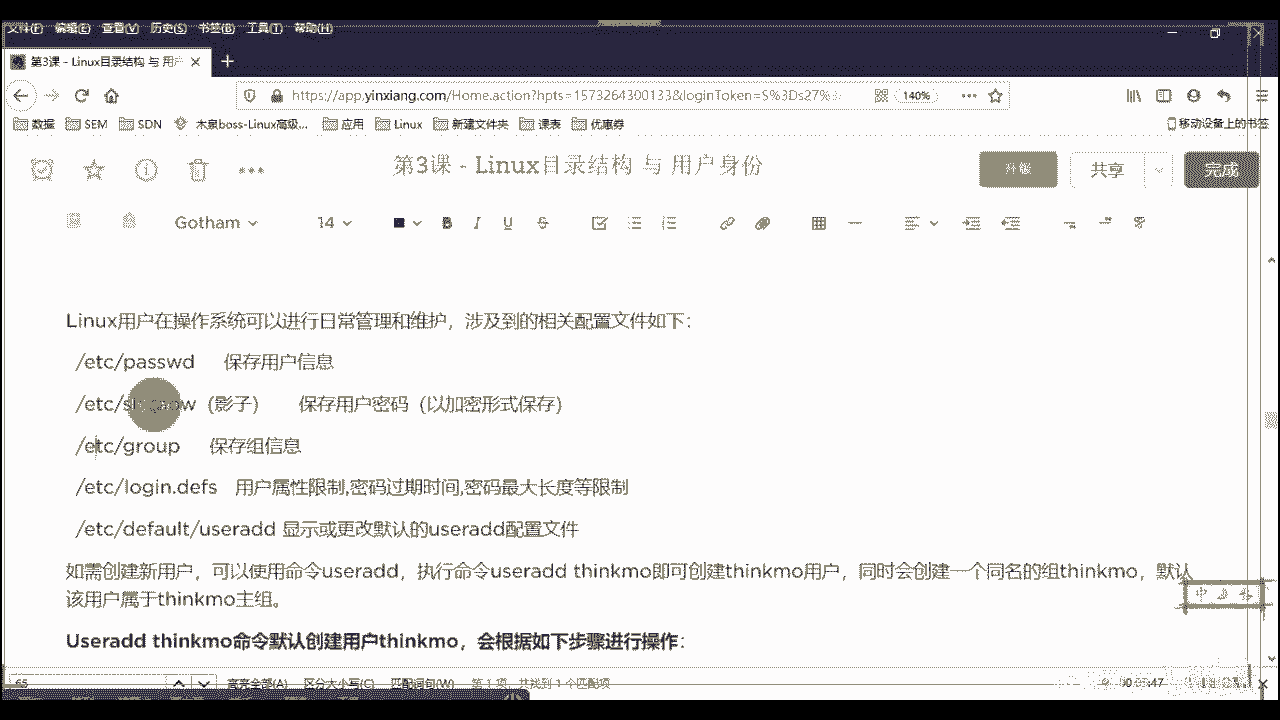 文件(F) 编辑(E) 查看(V) 历史(S) 书签(B) 工具(T) 帮助(H)
第3课 - Linux目录结构 与 用户
https://app.yinxiang.com/Home.action?hpts=1573264300133&loginToken=S%3Ds27% 140%
数据 SEM SDN 木泉boss-Linux高级... 应用 Linux 新建文件夹 课表 优惠券 移动设备上的书签
第3课 - Linux目录结构 与 用户身份 升级 共享 完成
Gotham 14 B I U S
Linux用户在操作系统可以进行日常管理和维护，涉及到的相关配置文件如下：
/etc/passwd 保存用户信息
/etc/shadow（影子） 保存用户密码（以加密形式保存）
/etc/group 保存组信息
/etc/login.defs 用户属性限制,密码过期时间,密码最大长度等限制
/etc/default/useradd 显示或更改默认的useradd配置文件
如需创建新用户，可以使用命令useradd，执行命令useradd thinkmo即可创建thinkmo用户，同时会创建一个同名的组thinkmo，默认
该用户属于thinkmo主组。
中
Useradd thinkmo命令默认创建用户thinkmo，会根据如下步骤进行操作：
65 高亮全部(A) 区分大小写(C) 匹配词句(W) 第 1 项，共找到 1 个匹配项